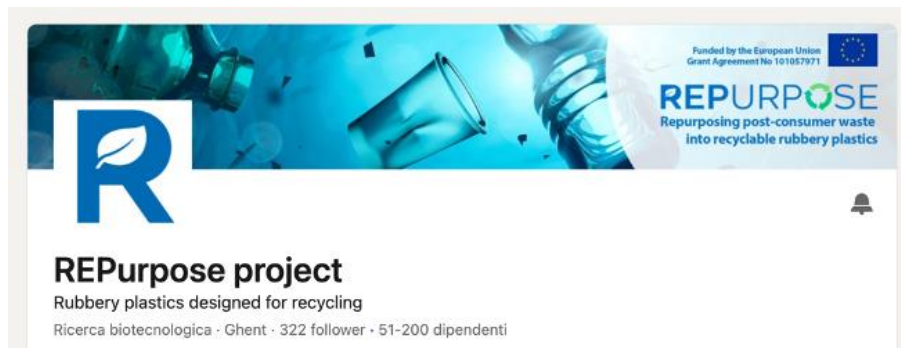 Funded by the European Union
Grant Agreement No 101057971
REPURPOSE
Repurposing post-consumer waste
into recyclable rubbery plastics
R
REPurpose project
Rubbery plastics designed for recycling
Ricerca biotecnologica · Ghent · 322 follower · 51-200 dipendenti